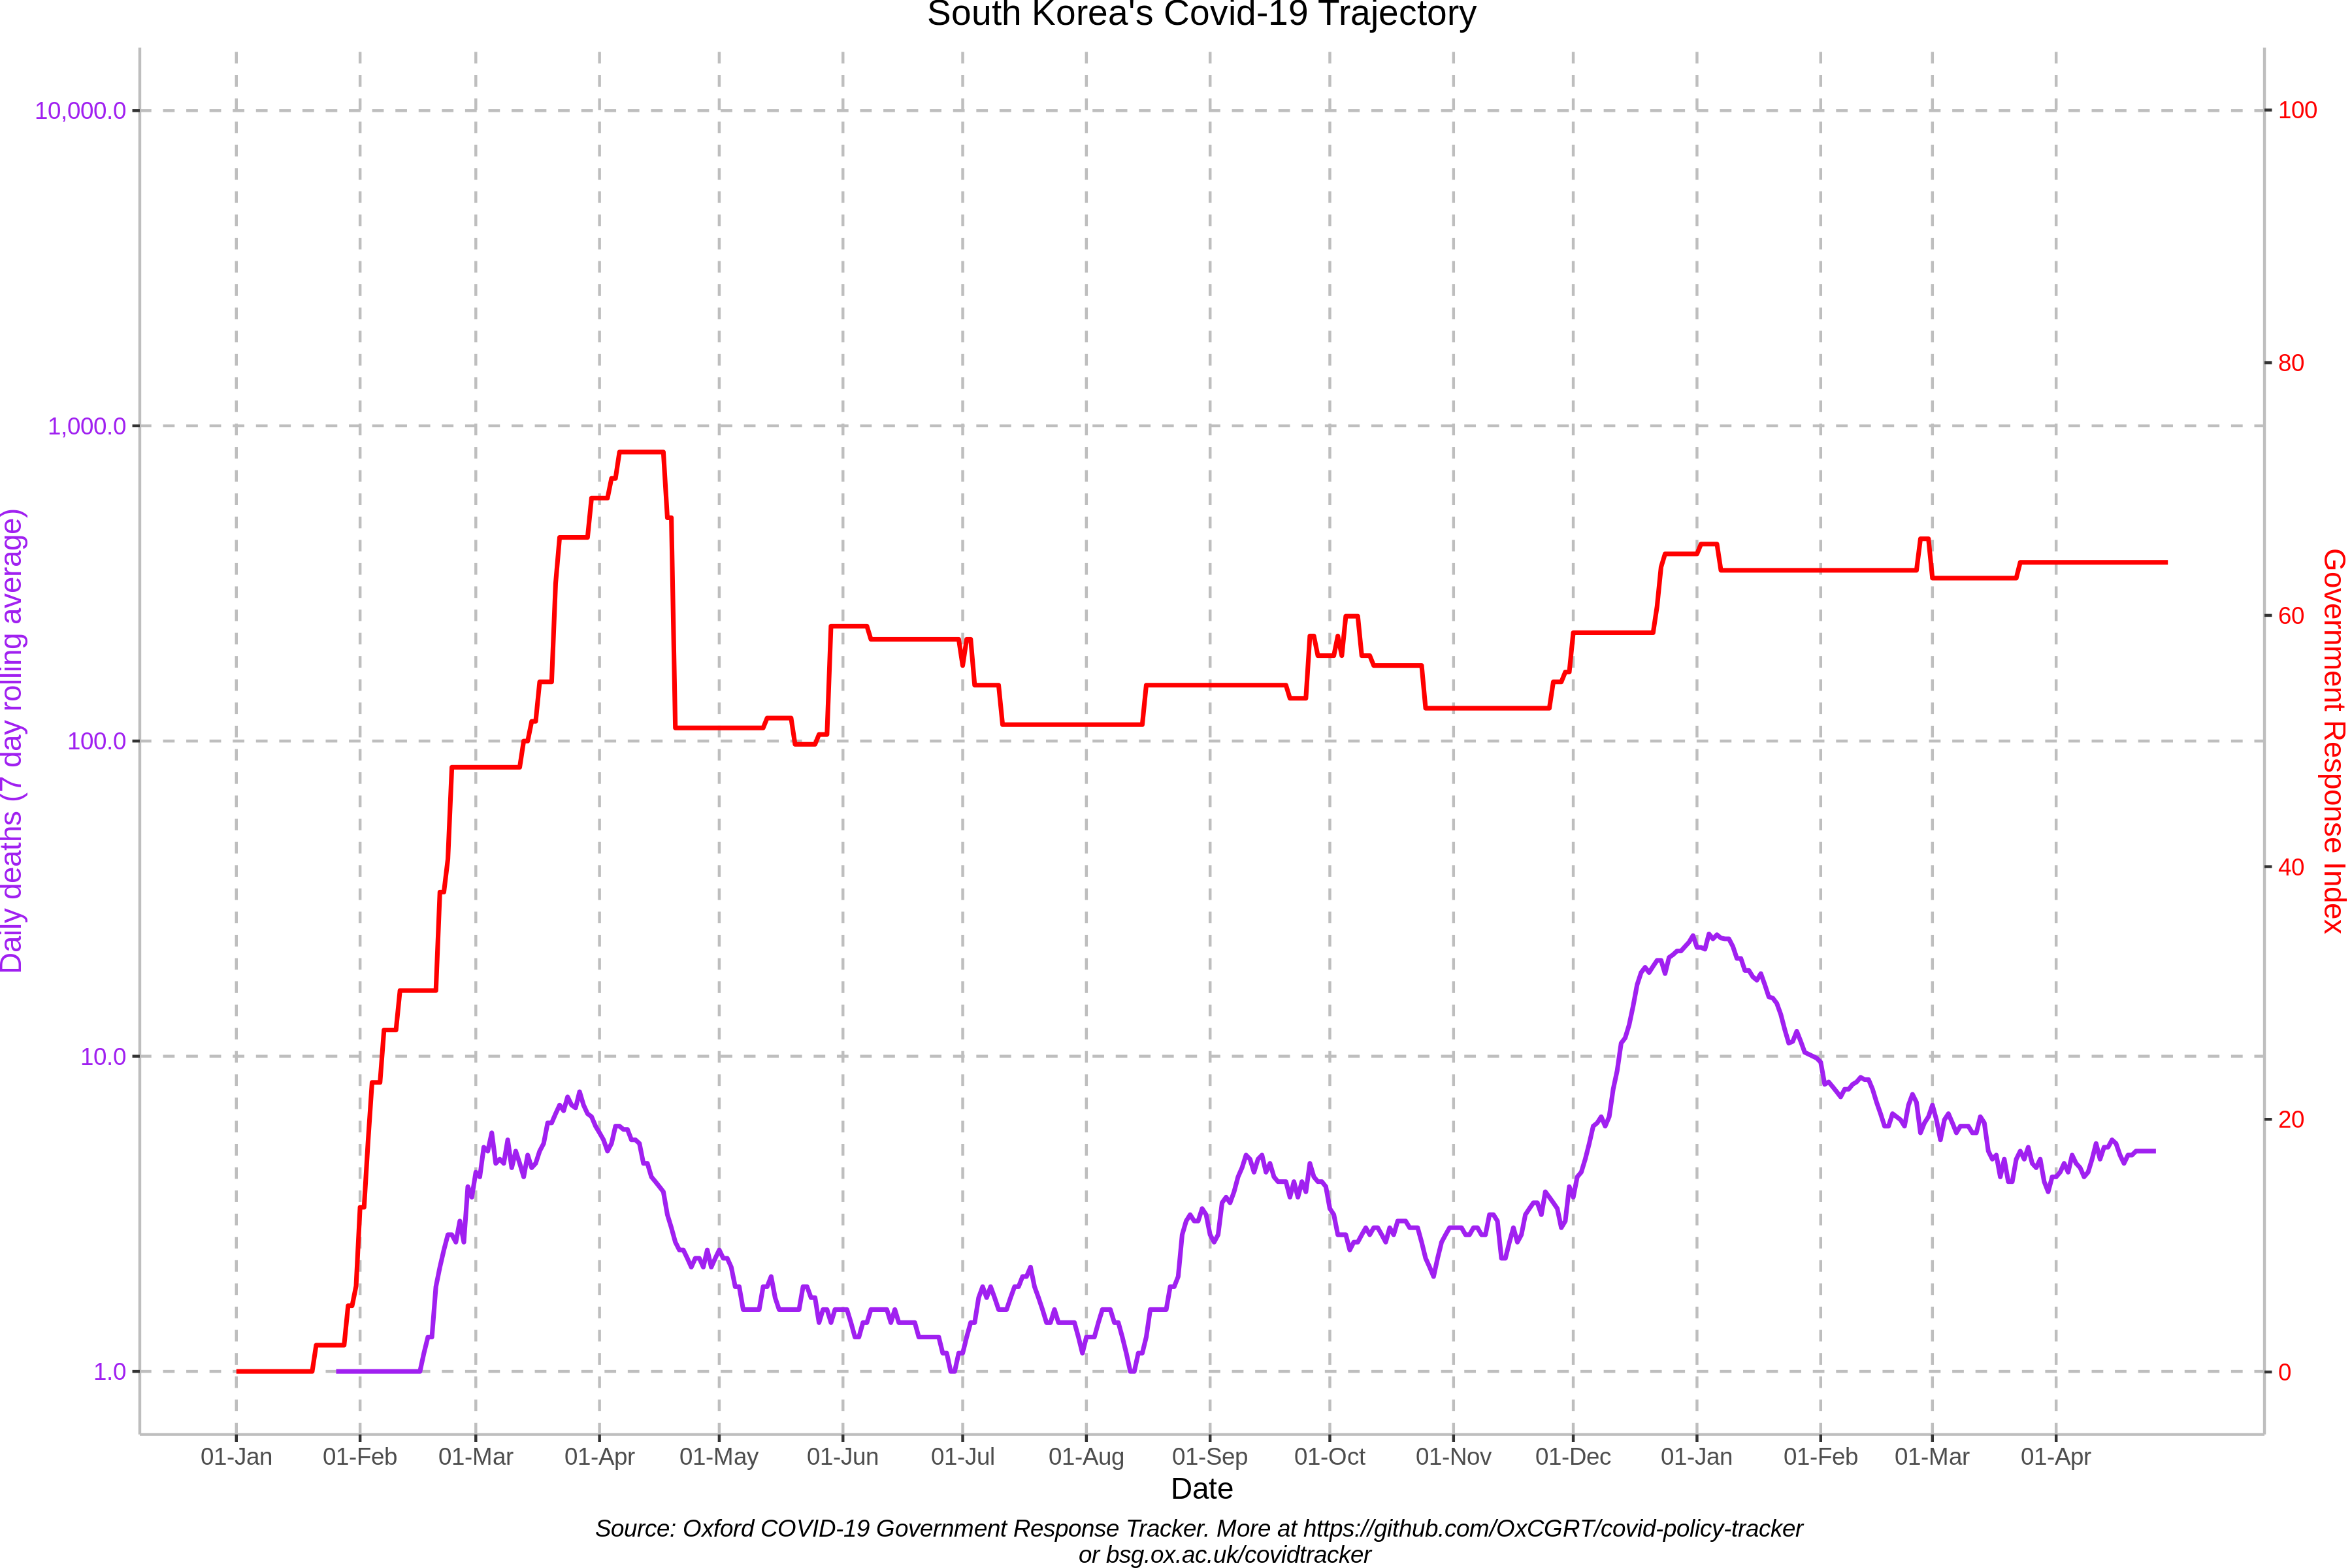 South Korea's Covid-19 Trajectory
10,000.0
1,000.0
100.0
10.0
1.0
Daily deaths (7 day rolling average)
100
80
60
40
20
0
Government Response Index
01-Jan 01-Feb 01-Mar 01-Apr 01-May 01-Jun 01-Jul 01-Aug 01-Sep 01-Oct 01-Nov 01-Dec 01-Jan 01-Feb 01-Mar 01-Apr
Date
Source: Oxford COVID-19 Government Response Tracker. More at https://github.com/OxCGRT/covid-policy-tracker
or bsg.ox.ac.uk/covidtracker